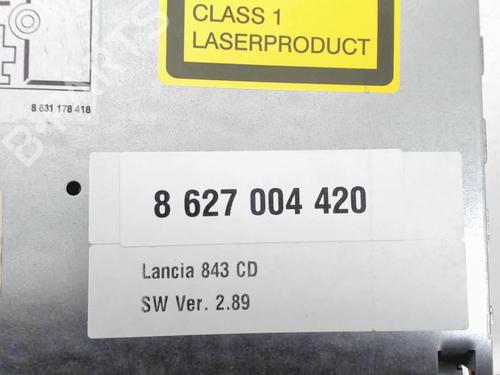 CLASS 1
LASERPRODUCT
8 631 178 418
8 627 004 420
Lancia 843 CD
SW Ver. 2.89